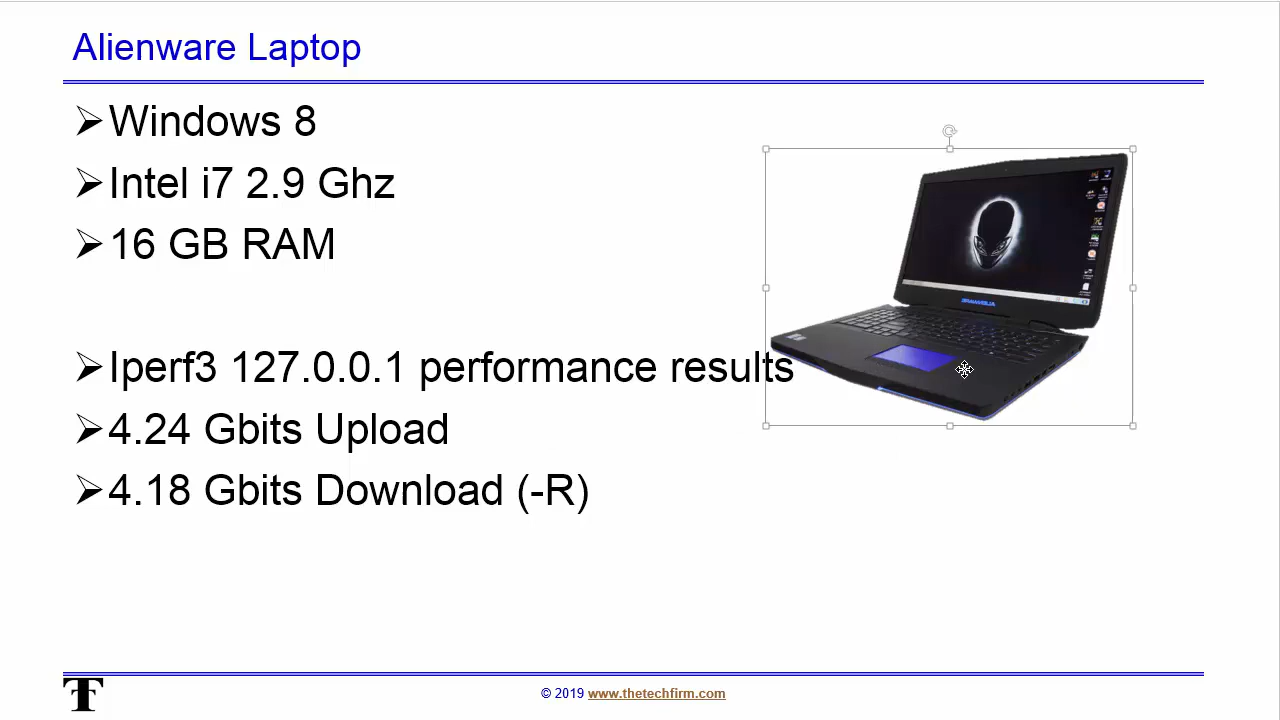 Alienware Laptop
Windows 8
Intel i7 2.9 Ghz
16 GB RAM
Iperf3 127.0.0.1 performance results
4.24 Gbits Upload
4.18 Gbits Download (-R)
© 2019 www.thetechfirm.com